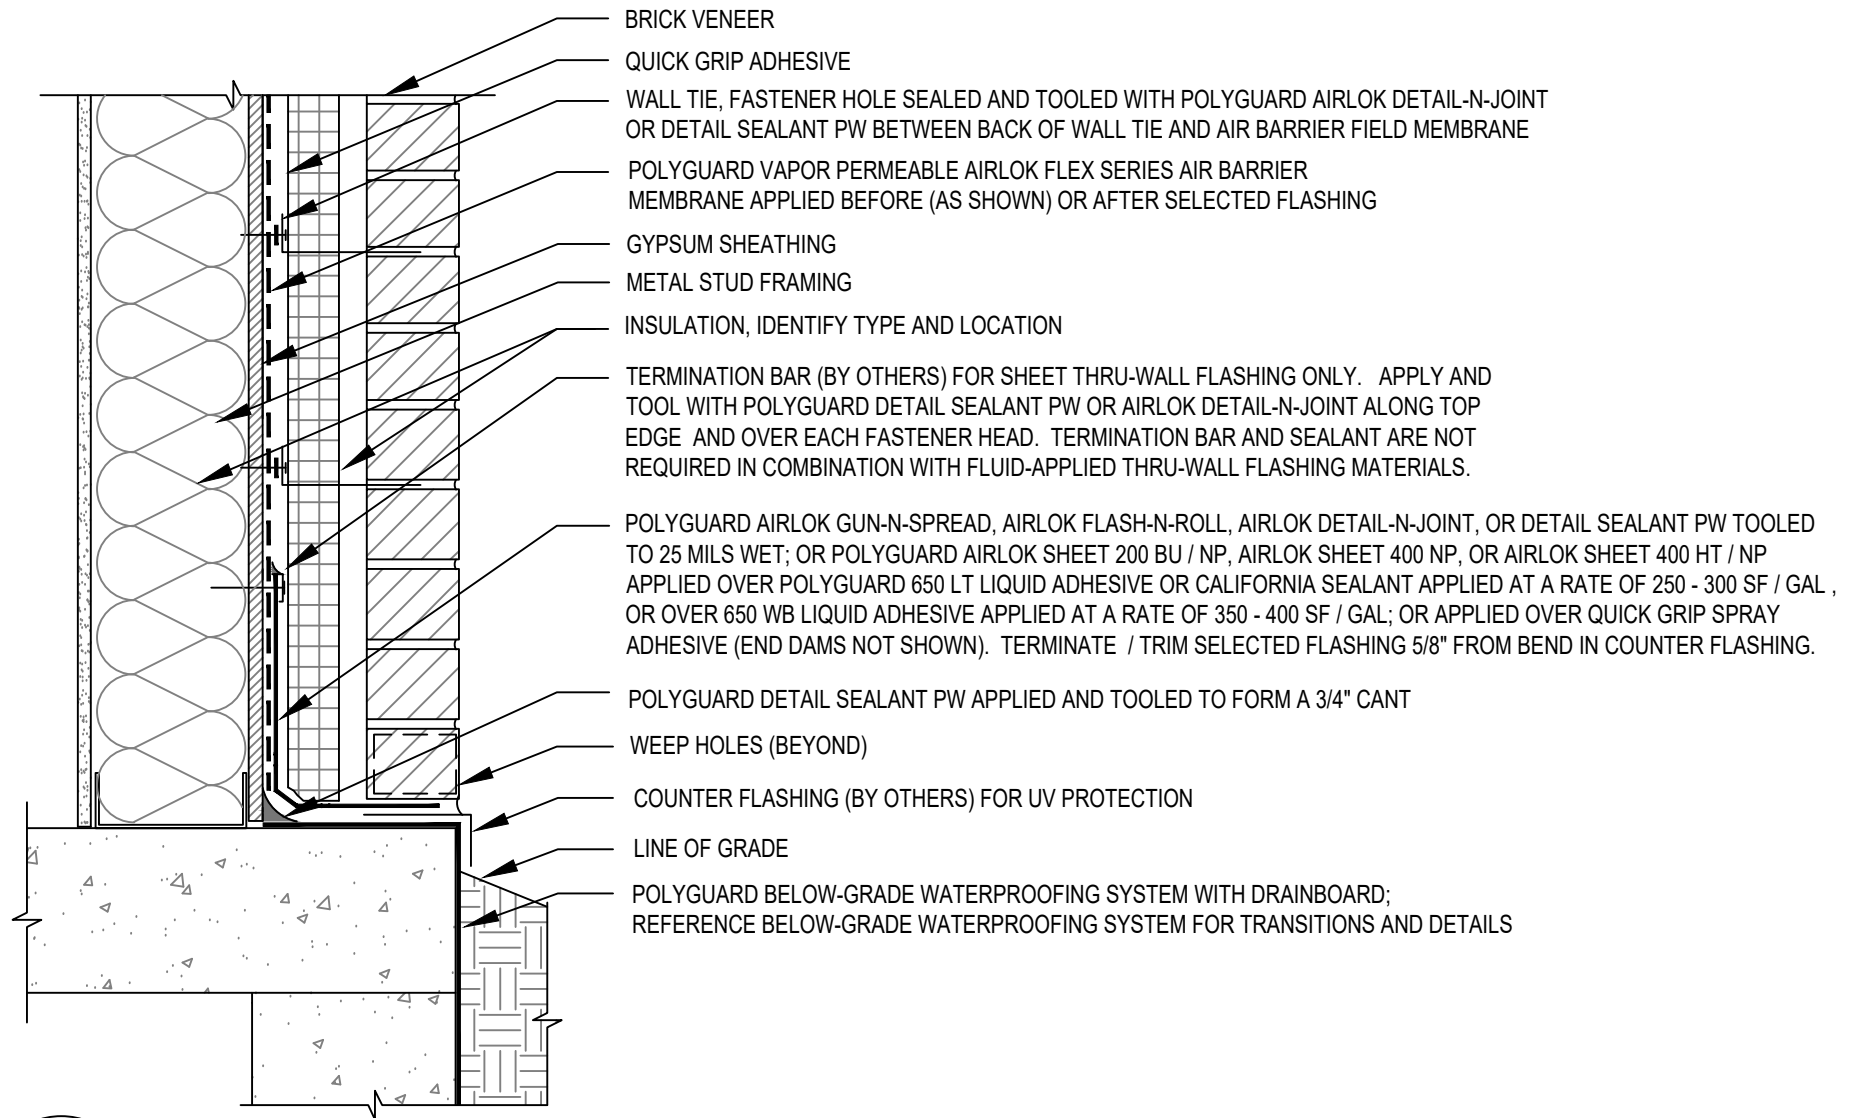 BRICK VENEER
QUICK GRIP ADHESIVE
WALL TIE, FASTENER HOLE SEALED AND TOOLED WITH POLYGUARD AIRLOK DETAIL-N-JOINT
OR DETAIL SEALANT PW BETWEEN BACK OF WALL TIE AND AIR BARRIER FIELD MEMBRANE
POLYGUARD VAPOR PERMEABLE AIRLOK FLEX SERIES AIR BARRIER
MEMBRANE APPLIED BEFORE (AS SHOWN) OR AFTER SELECTED FLASHING
GYPSUM SHEATHING
METAL STUD FRAMING
INSULATION, IDENTIFY TYPE AND LOCATION
TERMINATION BAR (BY OTHERS) FOR SHEET THRU-WALL FLASHING ONLY. APPLY AND
TOOL WITH POLYGUARD DETAIL SEALANT PW OR AIRLOK DETAIL-N-JOINT ALONG TOP
EDGE AND OVER EACH FASTENER HEAD. TERMINATION BAR AND SEALANT ARE NOT
REQUIRED IN COMBINATION WITH FLUID-APPLIED THRU-WALL FLASHING MATERIALS.
POLYGUARD AIRLOK GUN-N-SPREAD, AIRLOK FLASH-N-ROLL, AIRLOK DETAIL-N-JOINT, OR DETAIL SEALANT PW TOOLED
TO 25 MILS WET; OR POLYGUARD AIRLOK SHEET 200 BU / NP, AIRLOK SHEET 400 NP, OR AIRLOK SHEET 400 HT / NP
APPLIED OVER POLYGUARD 650 LT LIQUID ADHESIVE OR CALIFORNIA SEALANT APPLIED AT A RATE OF 250 - 300 SF / GAL ,
OR OVER 650 WB LIQUID ADHESIVE APPLIED AT A RATE OF 350 - 400 SF / GAL; OR APPLIED OVER QUICK GRIP SPRAY
ADHESIVE (END DAMS NOT SHOWN). TERMINATE / TRIM SELECTED FLASHING 5/8" FROM BEND IN COUNTER FLASHING.
POLYGUARD DETAIL SEALANT PW APPLIED AND TOOLED TO FORM A 3/4" CANT
WEEP HOLES (BEYOND)
COUNTER FLASHING (BY OTHERS) FOR UV PROTECTION
LINE OF GRADE
POLYGUARD BELOW-GRADE WATERPROOFING SYSTEM WITH DRAINBOARD;
REFERENCE BELOW-GRADE WATERPROOFING SYSTEM FOR TRANSITIONS AND DETAILS